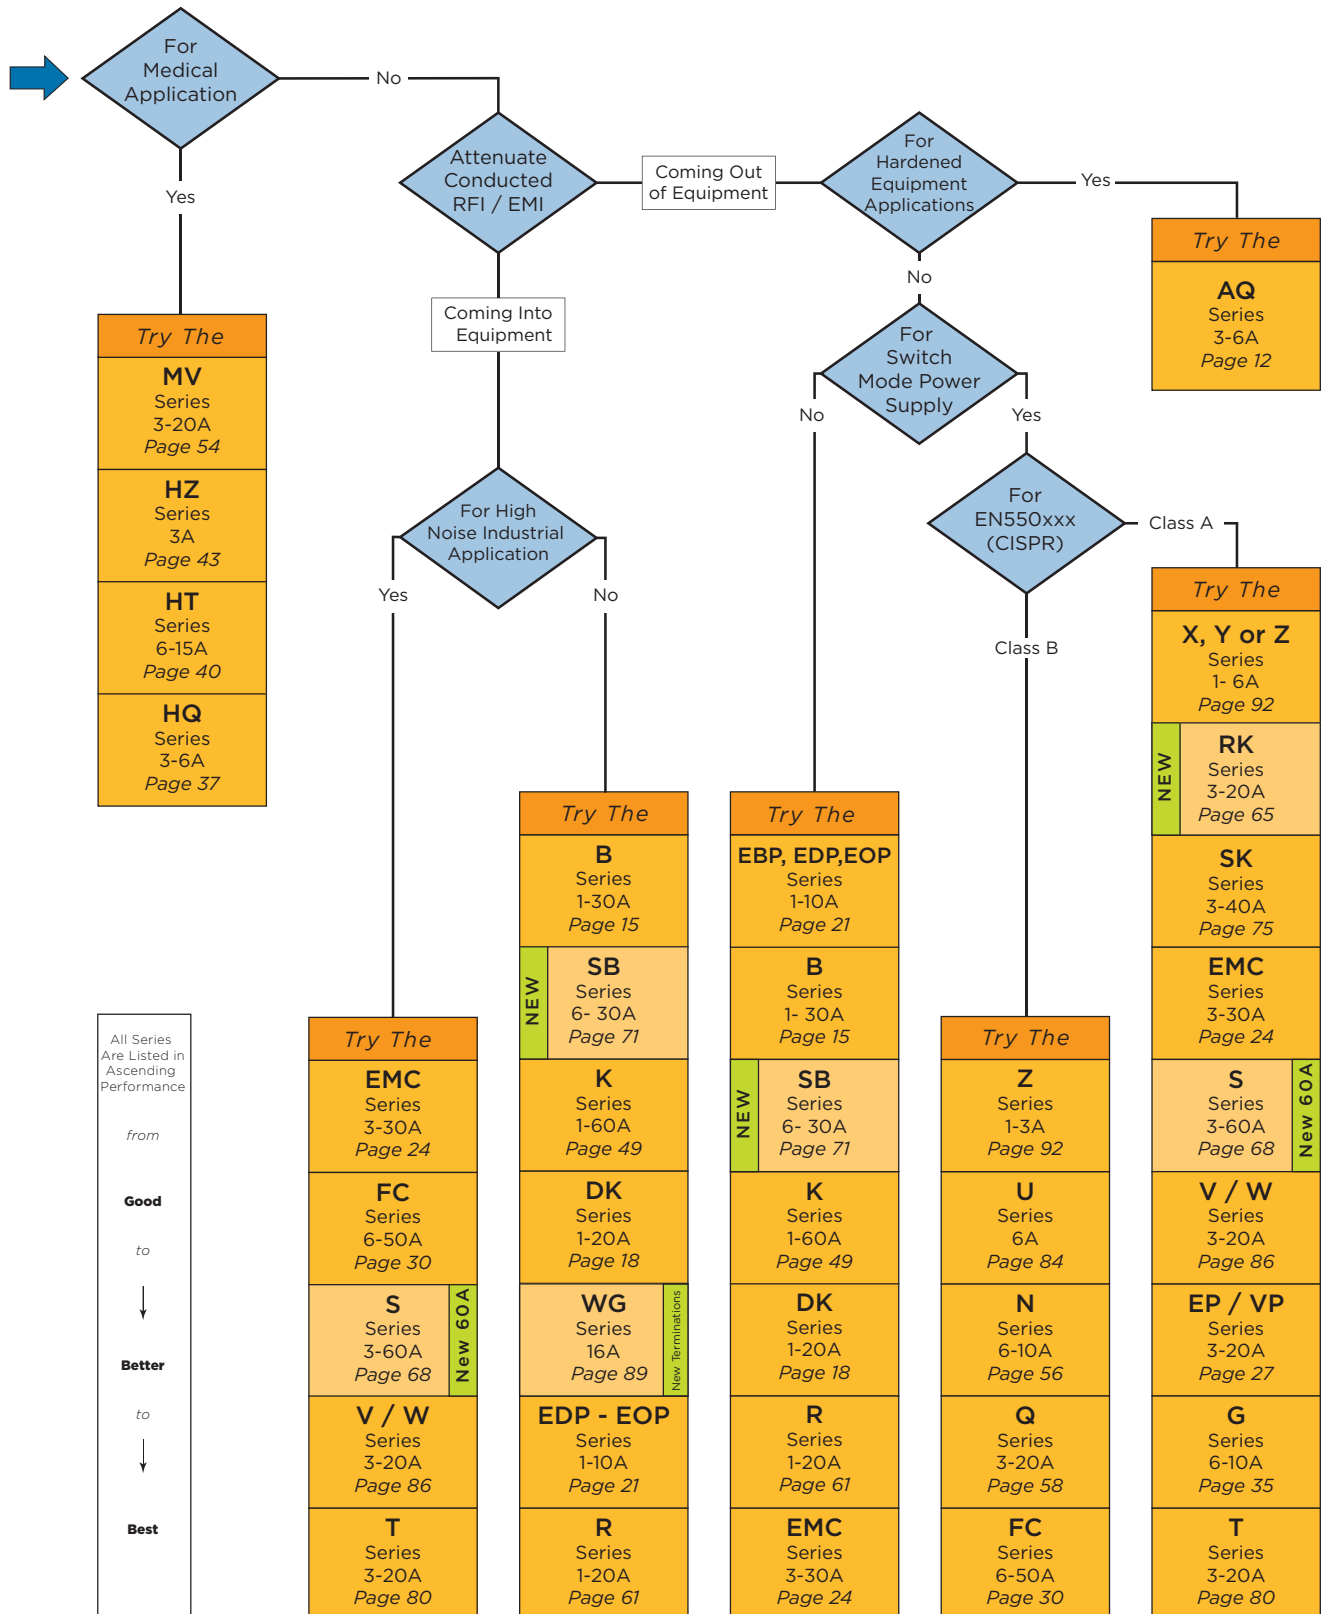 For
Medical
Application
No
Yes
Attenuate
Conducted
RFI / EMI
Coming Out
of Equipment
For
Hardened
Equipment
Applications
Yes
Try The
AQ
Series
3-6A
Page 12
No
Coming Into
Equipment
For
Switch
Mode Power
Supply
No
Yes
Try The
MV
Series
3-20A
Page 54
HZ
Series
3A
Page 43
HT
Series
6-15A
Page 40
HQ
Series
3-6A
Page 37
For High
Noise Industrial
Application
Yes
No
For
EN550xxx
(CISPR)
Class A
Class B
Try The
X, Y or Z
Series
1- 6A
Page 92
NEW
RK
Series
3-20A
Page 65
SK
Series
3-40A
Page 75
EMC
Series
3-30A
Page 24
S
Series
3-60A
Page 68
New 60A
V / W
Series
3-20A
Page 86
EP / VP
Series
3-20A
Page 27
G
Series
6-10A
Page 35
T
Series
3-20A
Page 80
Try The
B
Series
1-30A
Page 15
NEW
SB
Series
6- 30A
Page 71
K
Series
1-60A
Page 49
DK
Series
1-20A
Page 18
WG
Series
16A
Page 89
New Terminations
EDP - EOP
Series
1-10A
Page 21
R
Series
1-20A
Page 61
Try The
EBP, EDP,EOP
Series
1-10A
Page 21
B
Series
1- 30A
Page 15
NEW
SB
Series
6- 30A
Page 71
K
Series
1-60A
Page 49
DK
Series
1-20A
Page 18
R
Series
1-20A
Page 61
EMC
Series
3-30A
Page 24
All Series
Are Listed in
Ascending
Performance
from
Good
to
Better
to
Best
Try The
EMC
Series
3-30A
Page 24
FC
Series
6-50A
Page 30
S
Series
3-60A
Page 68
New 60A
V / W
Series
3-20A
Page 86
T
Series
3-20A
Page 80
Try The
Z
Series
1-3A
Page 92
U
Series
6A
Page 84
N
Series
6-10A
Page 56
Q
Series
3-20A
Page 58
FC
Series
6-50A
Page 30